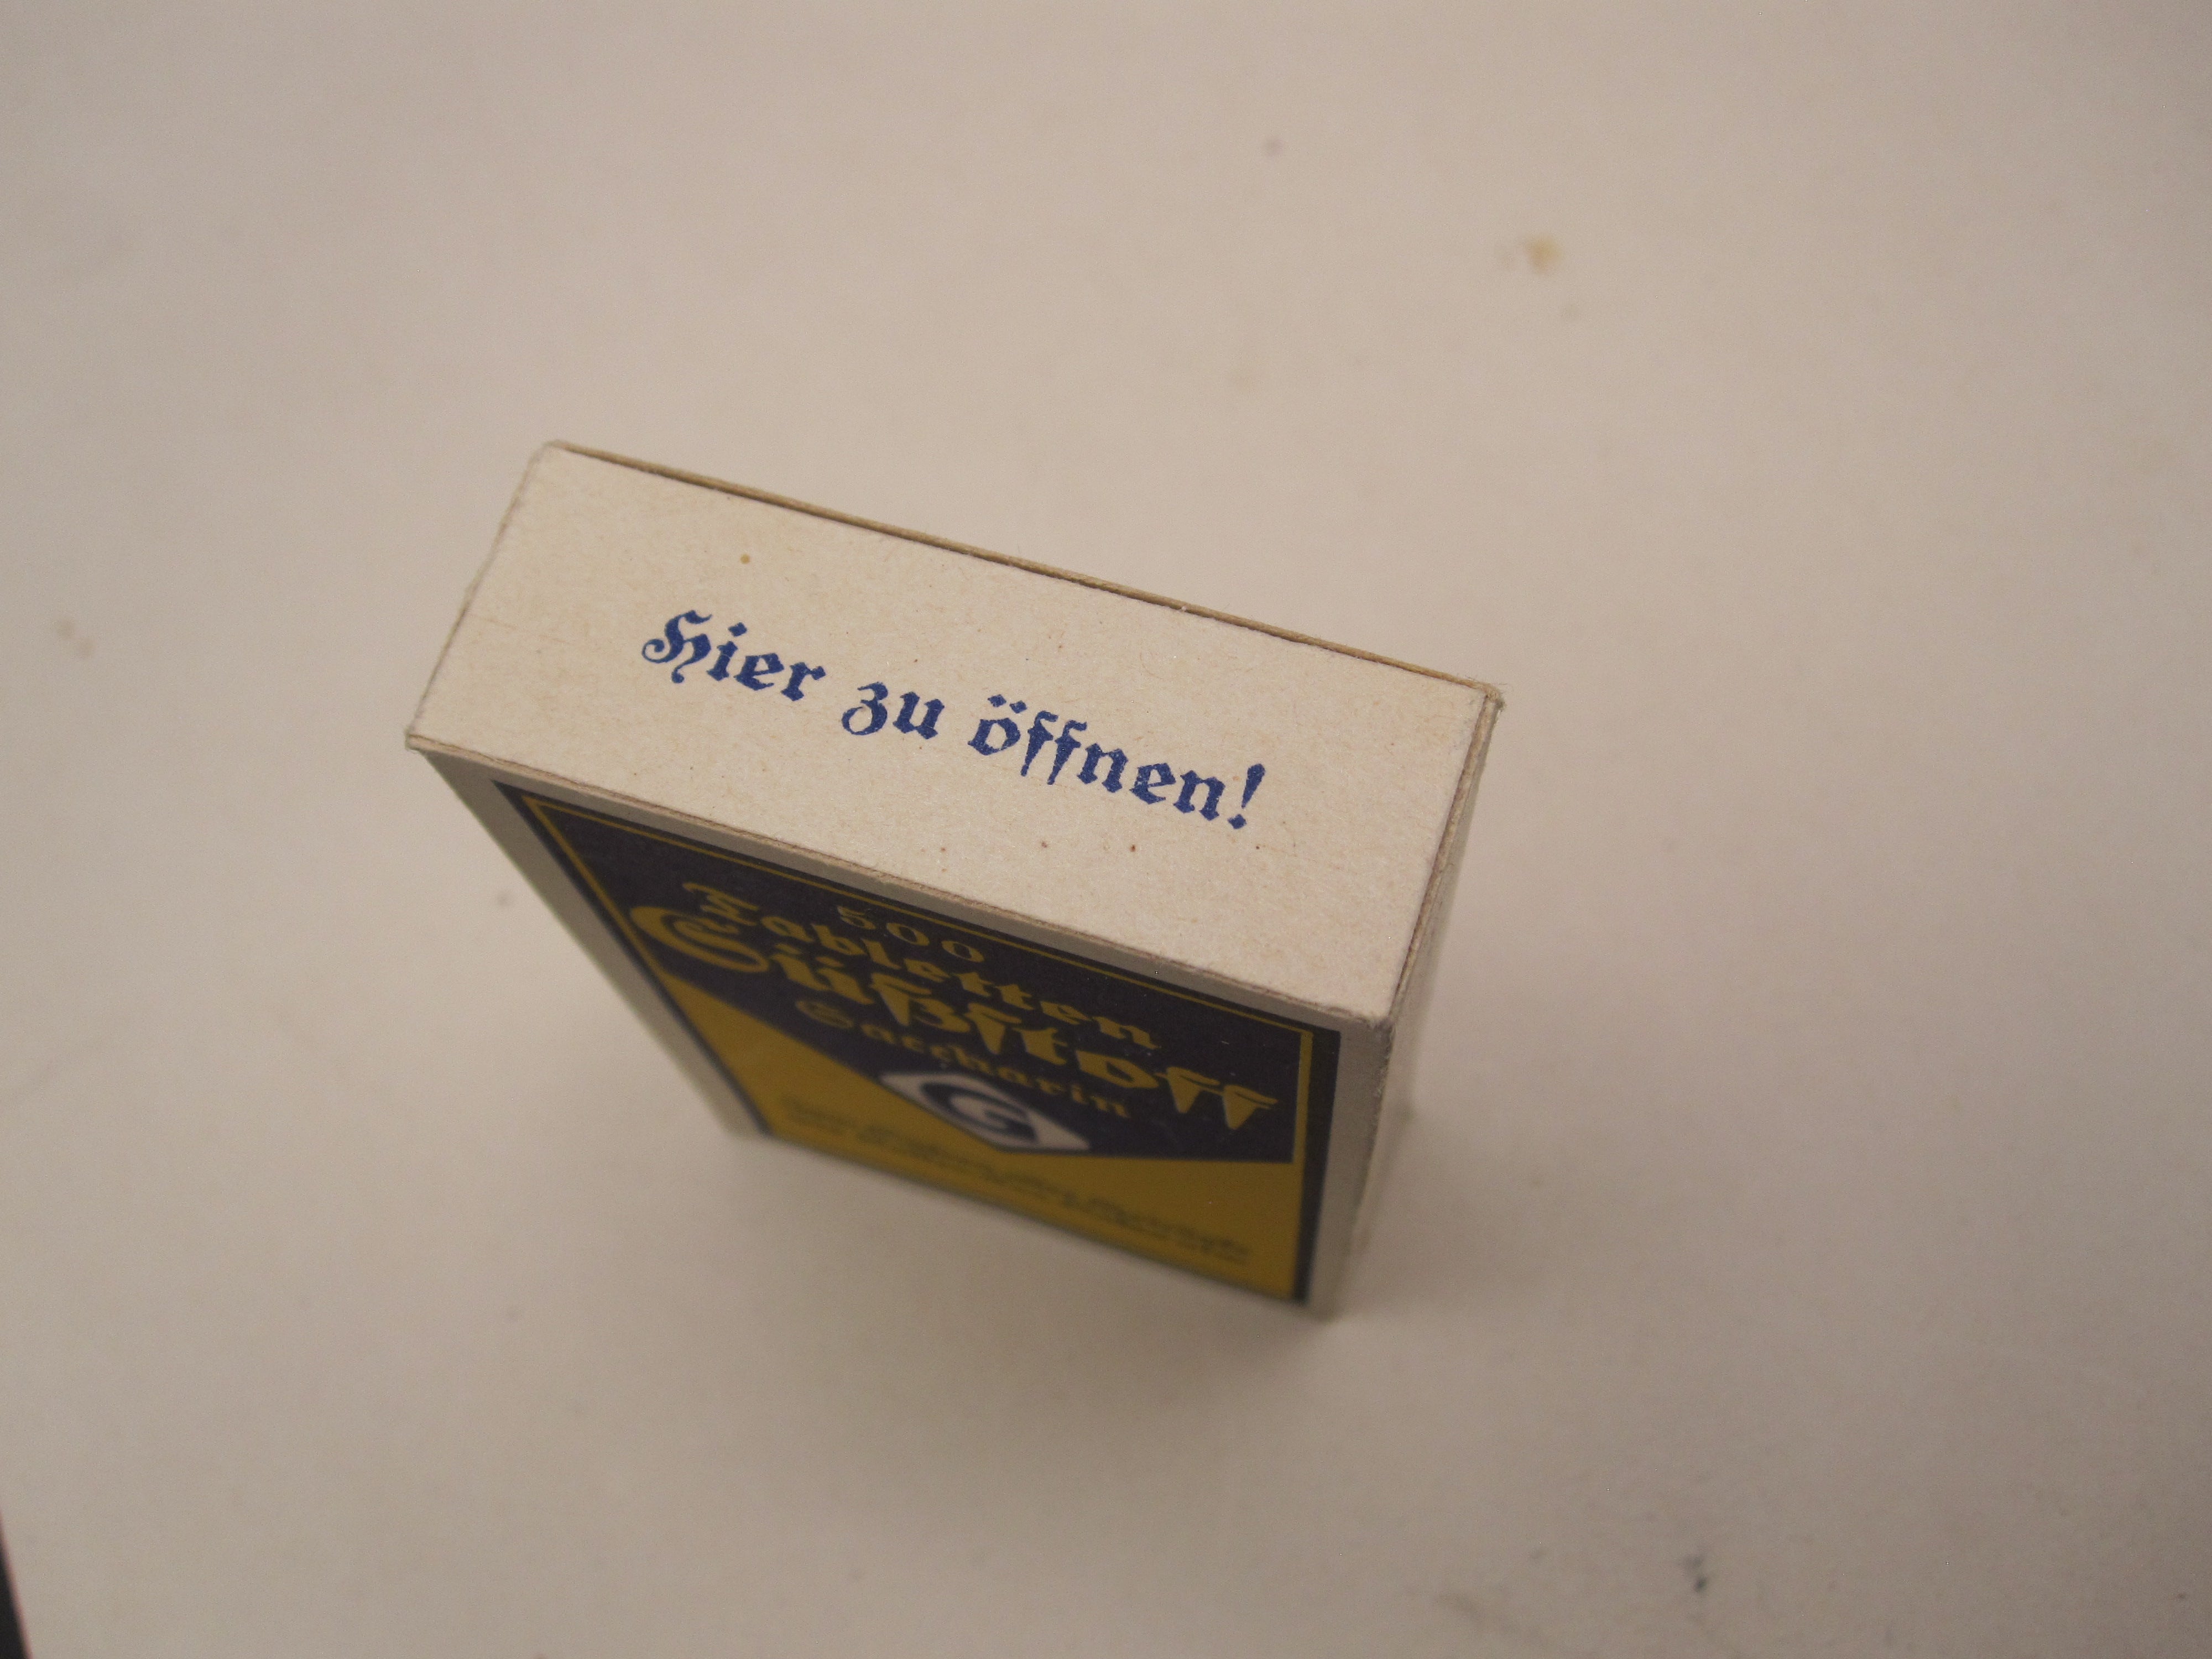 Hier zu öffnen!
500
Tabletten
Süßstoff
Saccharin
G